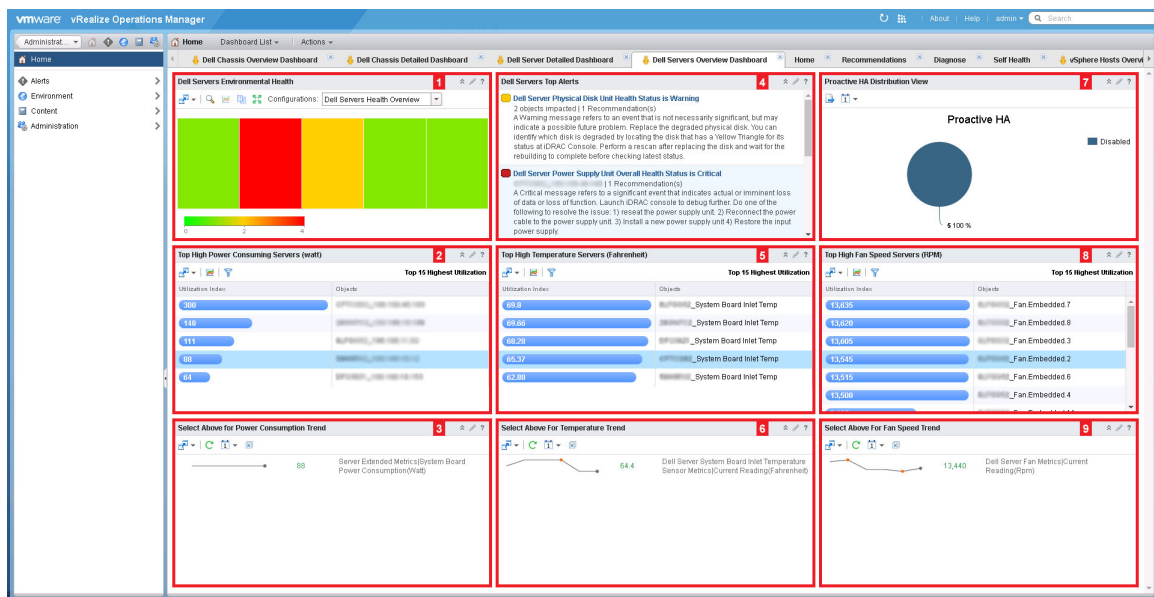 vmware vRealize Operations Manager
About | Help | admin Search
Administrat...
Home Dashboard List Actions
Home
Dell Chassis Overview Dashboard Dell Chassis Detailed Dashboard Dell Server Detailed Dashboard Dell Servers Overview Dashboard Home Recommendations Diagnose Self Health vSphere Hosts Overvi
Alerts
Environment
Content
Administration
Dell Servers Environmental Health 1
Configurations: Dell Servers Health Overview
0 2 4
Dell Servers Top Alerts 4
Dell Server Physical Disk Unit Health Status is Warning
2 objects impacted | 1 Recommendation(s)
A Warning message refers to an event that is not necessarily significant, but may
indicate a possible future problem. Replace the degraded physical disk. You can
identify which disk is degraded by locating the disk that has a Yellow Triangle for its
status at iDRAC Console. Perform a rescan after replacing the disk and wait for the
rebuilding to complete before checking latest status.
Dell Server Power Supply Unit Overall Health Status is Critical
| 1 Recommendation(s)
A Critical message refers to a significant event that indicates actual or imminent loss
of data or loss of function. Launch iDRAC console to debug further. Do one of the
following to resolve the issue: 1) reseat the power supply unit. 2) Reconnect the power
cable to the power supply unit. 3) Install a new power supply unit 4) Restore the input
power supply.
Proactive HA Distribution View 7
Proactive HA
Disabled
5 100 %
Top High Power Consuming Servers (watt) 2
Top 15 Highest Utilization
Utilization Index Objects
300
148
111
88
64
Top High Temperature Servers (Fahrenheit) 5
Top 15 Highest Utilization
Utilization Index Objects
69.8 _System Board Inlet Temp
69.66 _System Board Inlet Temp
68.28 _System Board Inlet Temp
65.37 _System Board Inlet Temp
62.88 _System Board Inlet Temp
Top High Fan Speed Servers (RPM) 8
Top 15 Highest Utilization
Utilization Index Objects
13,635 _Fan.Embedded.7
13,620 _Fan.Embedded.8
13,605 _Fan.Embedded.3
13,545 _Fan.Embedded.2
13,515 _Fan.Embedded.6
13,500 _Fan.Embedded.4
Select Above for Power Consumption Trend 3
88 Server Extended Metrics|System Board
Power Consumption(Watt)
Select Above For Temperature Trend 6
64.4 Dell Server System Board Inlet Temperature
Sensor Metrics|Current Reading(Fahrenheit)
Select Above For Fan Speed Trend 9
13,440 Dell Server Fan Metrics|Current
Reading(Rpm)